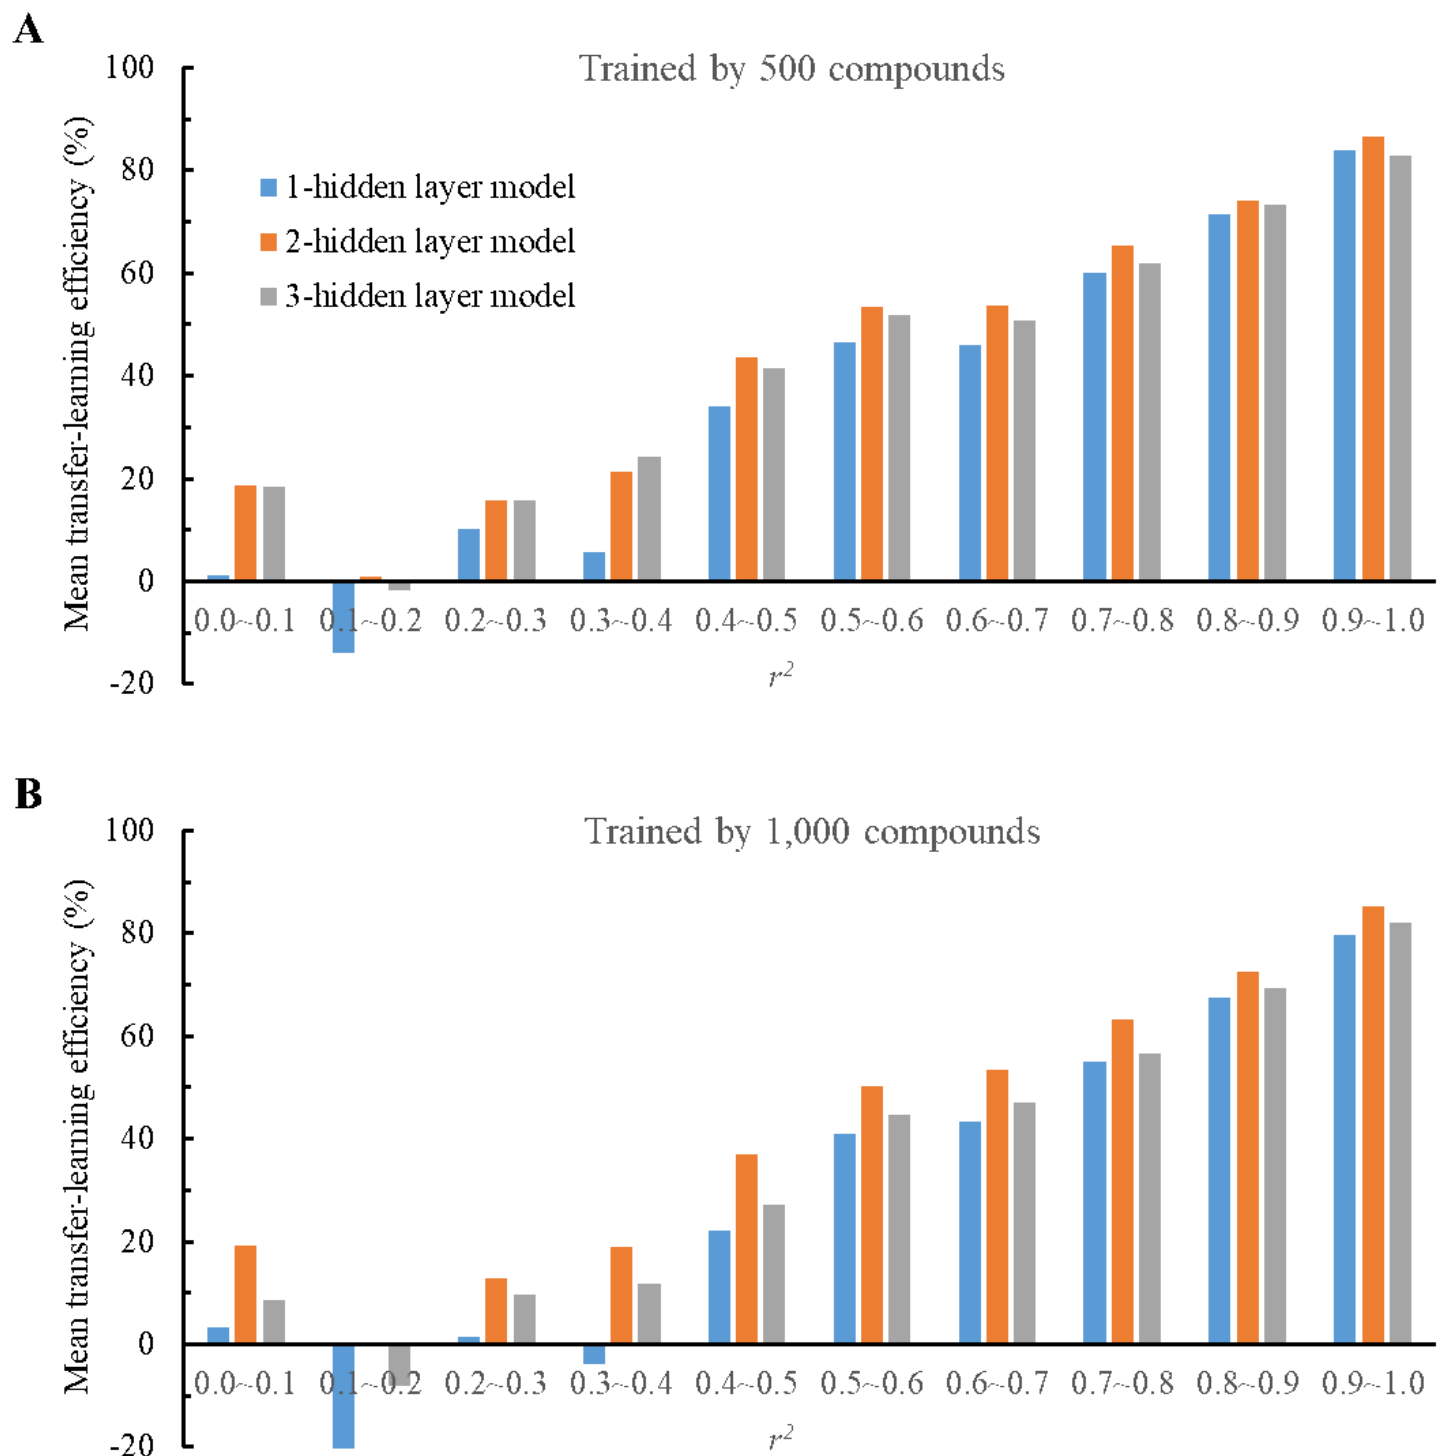 A
Trained by 500 compounds
Mean transfer-learning efficiency (%)
100
80
60
40
20
0
-20
1-hidden layer model
2-hidden layer model
3-hidden layer model
0.0~0.1 0.1~0.2 0.2~0.3 0.3~0.4 0.4~0.5 0.5~0.6 0.6~0.7 0.7~0.8 0.8~0.9 0.9~1.0
r²
B
Trained by 1,000 compounds
Mean transfer-learning efficiency (%)
100
80
60
40
20
0
-20
0.0~0.1 0.1~0.2 0.2~0.3 0.3~0.4 0.4~0.5 0.5~0.6 0.6~0.7 0.7~0.8 0.8~0.9 0.9~1.0
r²